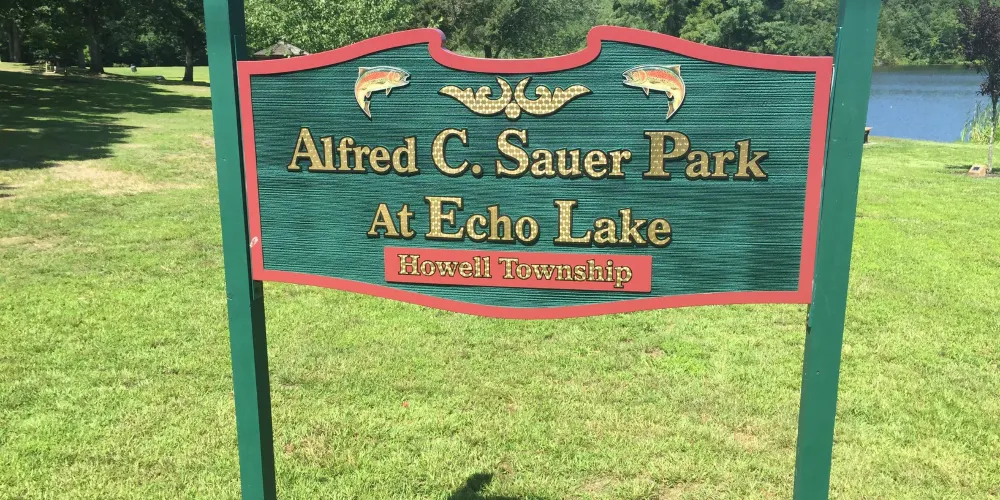 Alfred C. Sauer Park
At Echo Lake
Howell Township